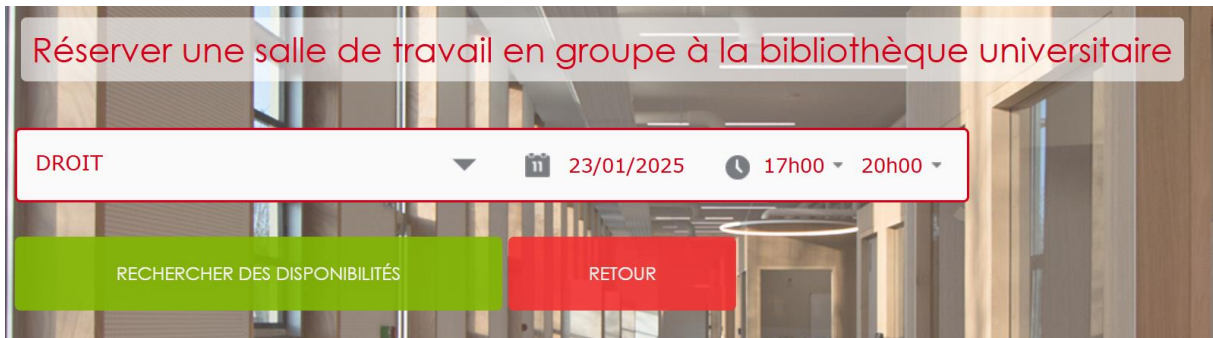 Réserver une salle de travail en groupe à la bibliothèque universitaire
DROIT 11 23/01/2025 17h00 20h00
RECHERCHER DES DISPONIBILITÉS RETOUR